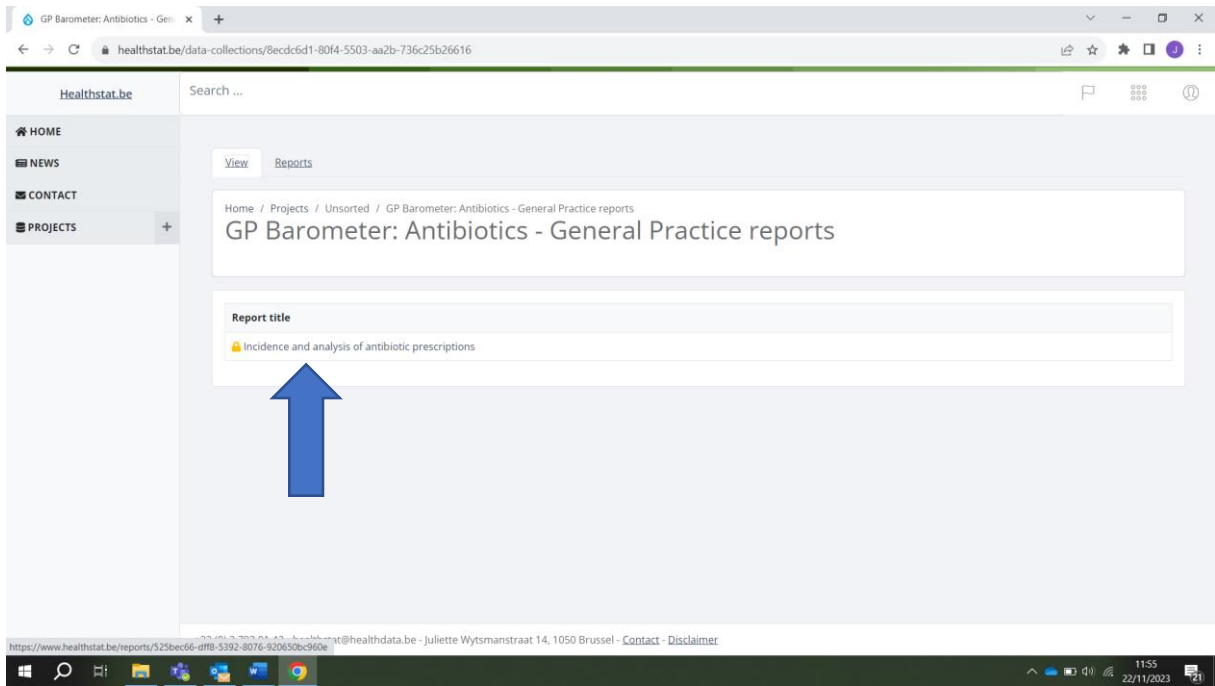 GP Barometer: Antibiotics - Gen
healthstat.be/data-collections/8ecdc6d1-80f4-5503-aa2b-736c25b26616
Healthstat.be
Search ...
HOME
NEWS
CONTACT
PROJECTS +
View Reports
Home / Projects / Unsorted / GP Barometer: Antibiotics - General Practice reports
GP Barometer: Antibiotics - General Practice reports
Report title
Incidence and analysis of antibiotic prescriptions
@healthdata.be - Juliette Wytsmanstraat 14, 1050 Brussel - Contact - Disclaimer
https://www.healthstat.be/reports/525bec66-dff8-5392-8076-920650bc960e
11:55
22/11/2023
21